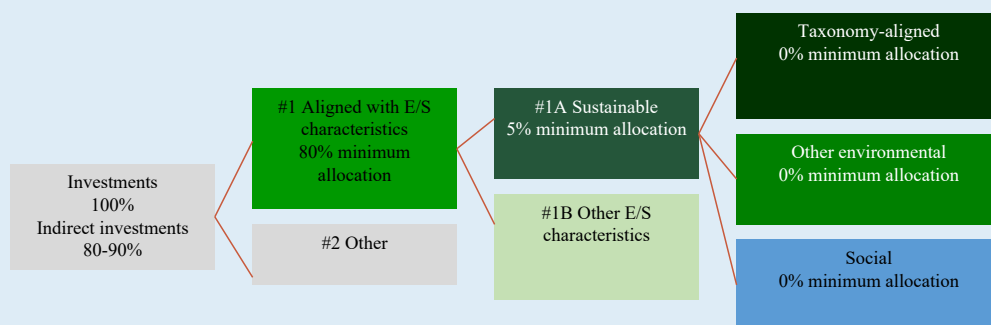 Investments
100%
Indirect investments
80-90%
#1 Aligned with E/S
characteristics
80% minimum
allocation
#2 Other
#1A Sustainable
5% minimum allocation
#1B Other E/S
characteristics
Taxonomy-aligned
0% minimum allocation
Other environmental
0% minimum allocation
Social
0% minimum allocation